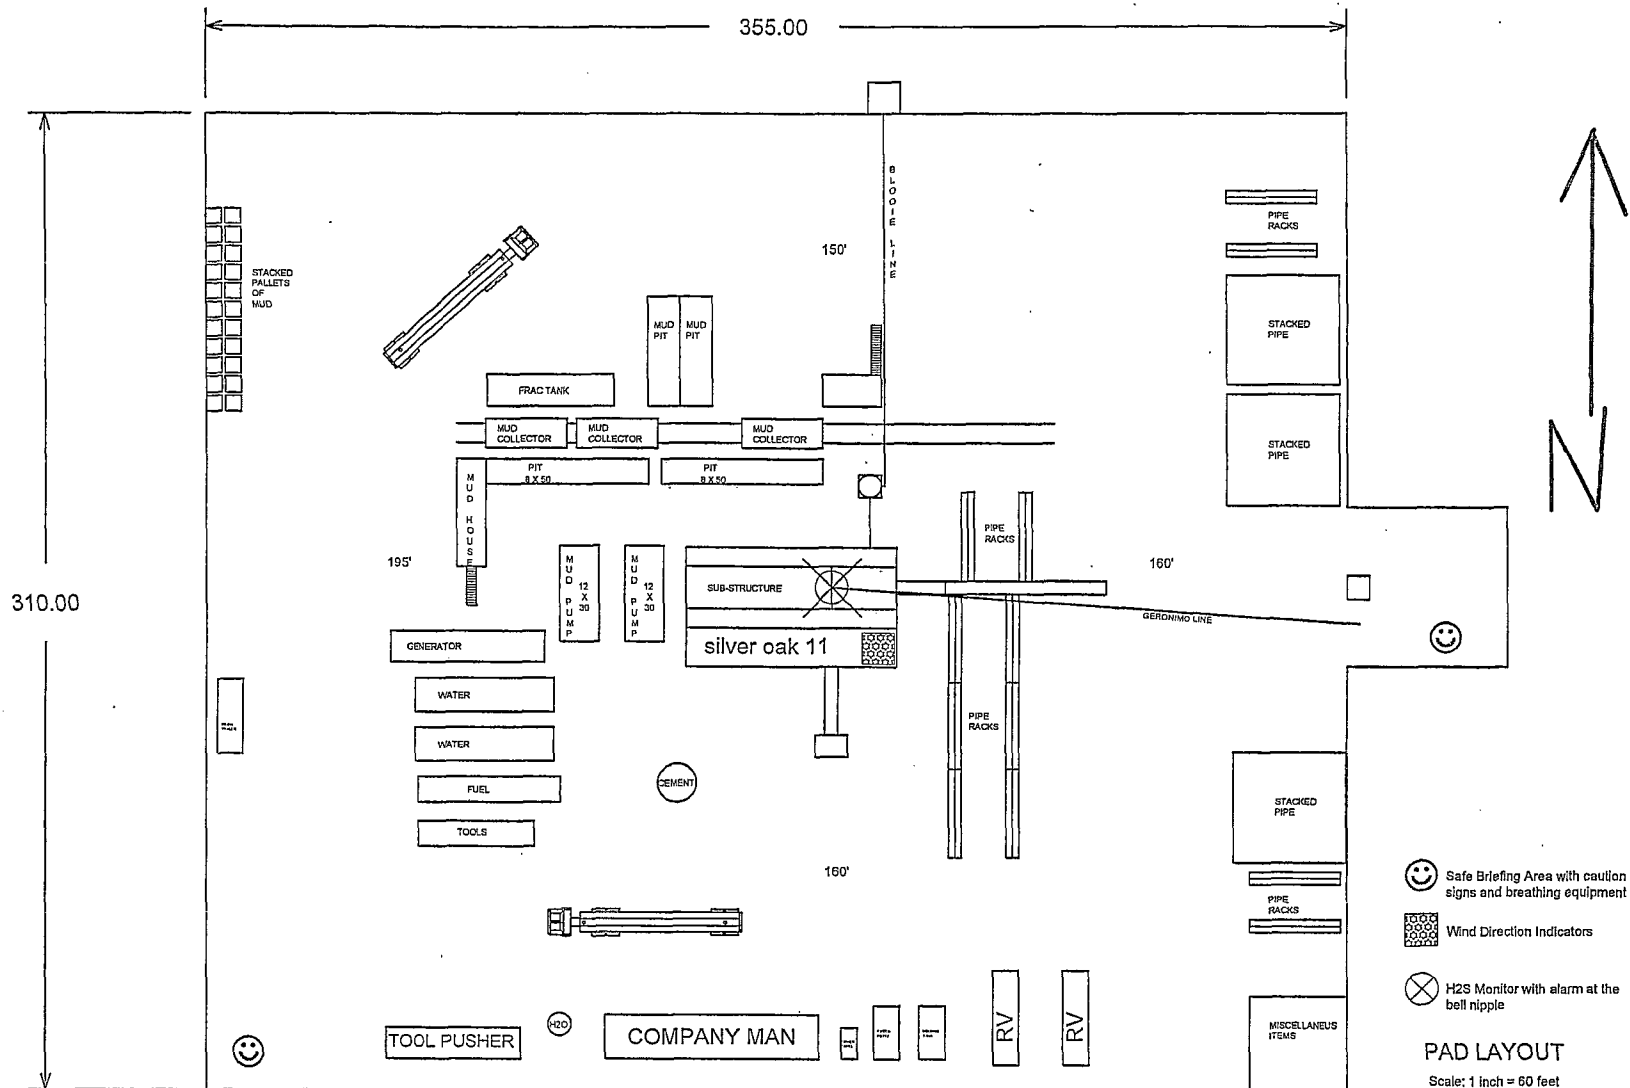 355.00
310.00
BLOOIE LINE
150'
PIPE
RACKS
STACKED
PALLETS
OF
MUD
MUD
PIT
MUD
PIT
STACKED
PIPE
FRAC TANK
MUD
COLLECTOR
MUD
COLLECTOR
MUD
COLLECTOR
STACKED
PIPE
PIT
8 X 50
PIT
8 X 50
MUD HOUSE
N
PIPE
RACKS
195'
MUD PUMP
12
X
30
MUD PUMP
12
X
30
SUB-STRUCTURE
160'
GERONIMO LINE
silver oak 11
GENERATOR
WATER
PIPE
RACKS
WATER
CEMENT
FUEL
STACKED
PIPE
TOOLS
160'
PIPE
RACKS
Safe Briefing Area with caution
signs and breathing equipment
Wind Direction Indicators
H2S Monitor with alarm at the
bell nipple
TOOL PUSHER
H2O
COMPANY MAN
RV
RV
MISCELLANEUS
ITEMS
PAD LAYOUT
Scale: 1 inch = 60 feet